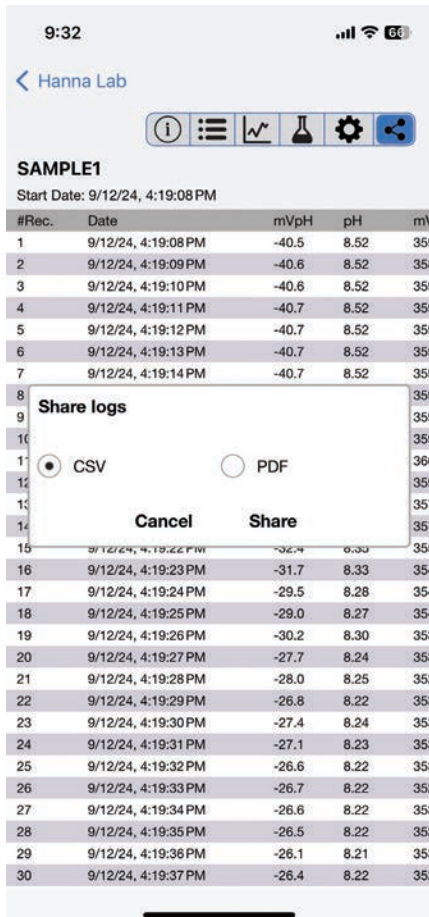 9:32 66
Hanna Lab
SAMPLE1
Start Date: 9/12/24, 4:19:08 PM
#Rec. Date mVpH pH
1 9/12/24, 4:19:08 PM -40.5 8.52
2 9/12/24, 4:19:09 PM -40.6 8.52
3 9/12/24, 4:19:10 PM -40.6 8.52
4 9/12/24, 4:19:11 PM -40.7 8.52
5 9/12/24, 4:19:12 PM -40.7 8.52
6 9/12/24, 4:19:13 PM -40.7 8.52
7 9/12/24, 4:19:14 PM -40.7 8.52
8
9
Share logs
CSV PDF
Cancel Share
15 9/12/24, 4:19:22 PM -32.4 8.35
16 9/12/24, 4:19:23 PM -31.7 8.33
17 9/12/24, 4:19:24 PM -29.5 8.28
18 9/12/24, 4:19:25 PM -29.0 8.27
19 9/12/24, 4:19:26 PM -30.2 8.30
20 9/12/24, 4:19:27 PM -27.7 8.24
21 9/12/24, 4:19:28 PM -28.0 8.25
22 9/12/24, 4:19:29 PM -26.8 8.22
23 9/12/24, 4:19:30 PM -27.4 8.24
24 9/12/24, 4:19:31 PM -27.1 8.23
25 9/12/24, 4:19:32 PM -26.6 8.22
26 9/12/24, 4:19:33 PM -26.7 8.22
27 9/12/24, 4:19:34 PM -26.6 8.22
28 9/12/24, 4:19:35 PM -26.5 8.22
29 9/12/24, 4:19:36 PM -26.1 8.21
30 9/12/24, 4:19:37 PM -26.4 8.22